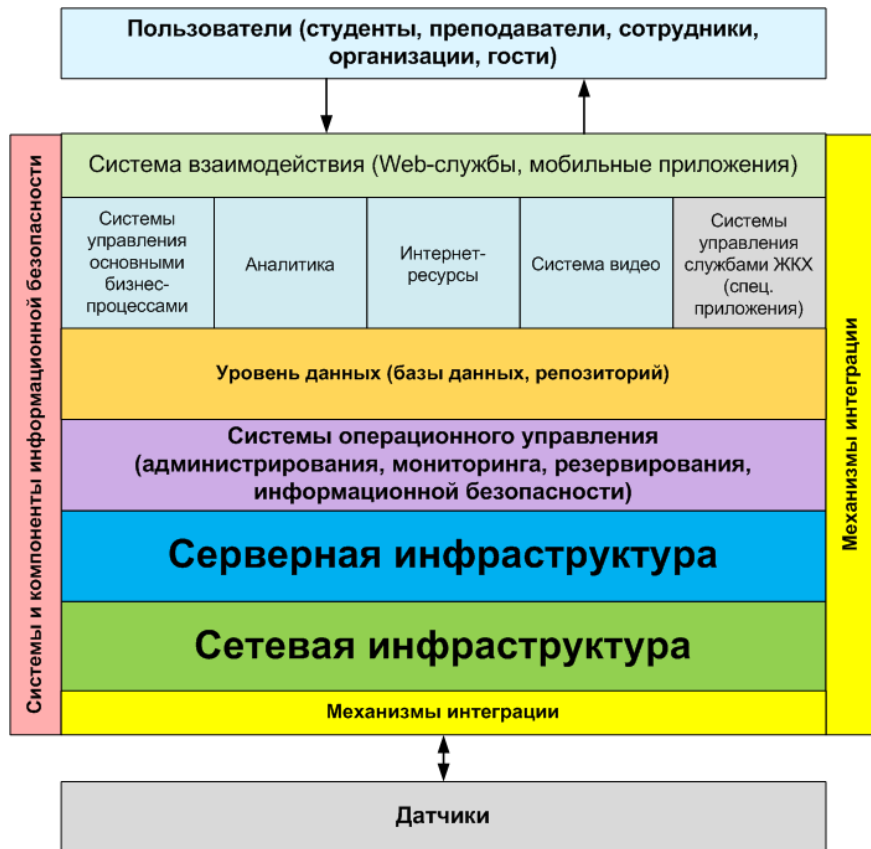 Пользователи (студенты, преподаватели, сотрудники,
организации, гости)
Системы и компоненты информационной безопасности
Система взаимодействия (Web-службы, мобильные приложения)
Системы
управления
основными
бизнес-
процессами
Аналитика
Интернет-
ресурсы
Система видео
Системы
управления
службами ЖКХ
(спец.
приложения)
Уровень данных (базы данных, репозиторий)
Системы операционного управления
(администрирования, мониторинга, резервирования,
информационной безопасности)
Серверная инфраструктура
Сетевая инфраструктура
Механизмы интеграции
Механизмы интеграции
Датчики